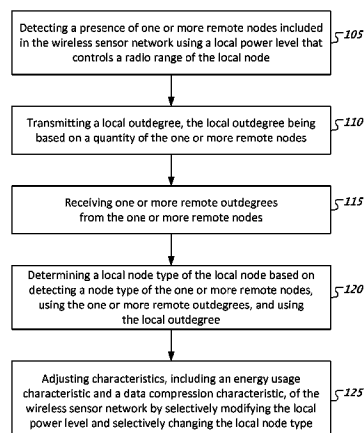 Detecting a presence of one or more remote nodes included
in the wireless sensor network using a local power level that
controls a radio range of the local node
105
Transmitting a local outdegree, the local outdegree being
based on a quantity of the one or more remote nodes
110
Receiving one or more remote outdegrees
from the one or more remote nodes
115
Determining a local node type of the local node based on
detecting a node type of the one or more remote nodes,
using the one or more remote outdegrees, and using
the local outdegree
120
Adjusting characteristics, including an energy usage
characteristic and a data compression characteristic, of the
wireless sensor network by selectively modifying the local
power level and selectively changing the local node type
125